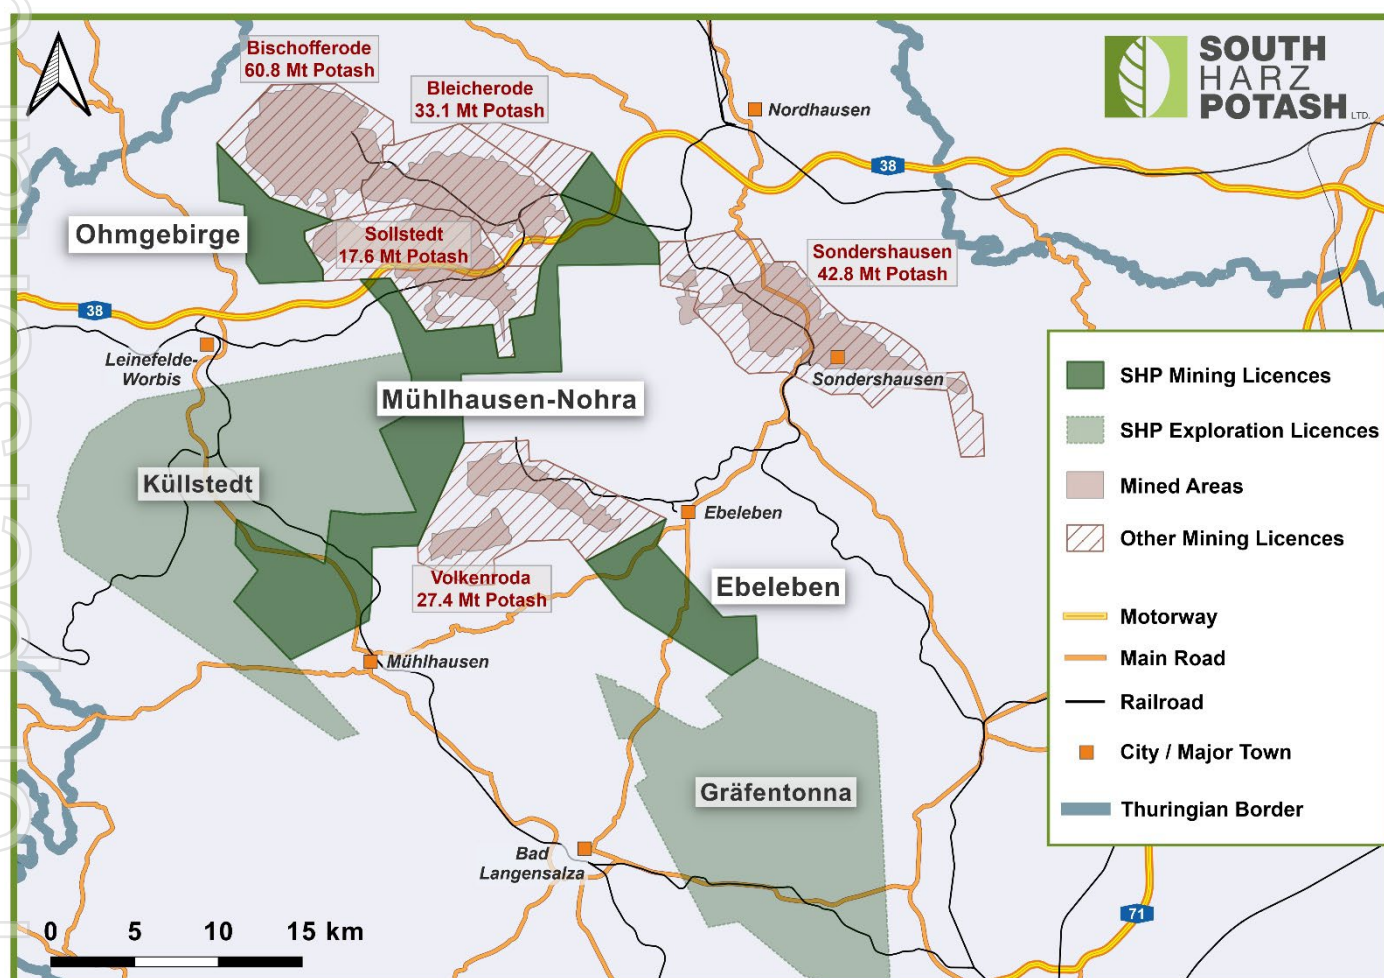 Bischofferode
60.8 Mt Potash
Bleicherode
33.1 Mt Potash
SOUTH
HARZ
POTASH LTD.
Nordhausen
38
Ohmgebirge
Sollstedt
17.6 Mt Potash
Sondershausen
42.8 Mt Potash
38
Leinefelde-
Worbis
Sondershausen
Mühlhausen-Nohra
Küllstedt
Ebeleben
Volkenroda
27.4 Mt Potash
Ebeleben
Mühlhausen
Gräfentonna
Bad
Langensalza
71
0 5 10 15 km
SHP Mining Licences
SHP Exploration Licences
Mined Areas
Other Mining Licences
Motorway
Main Road
Railroad
City / Major Town
Thuringian Border